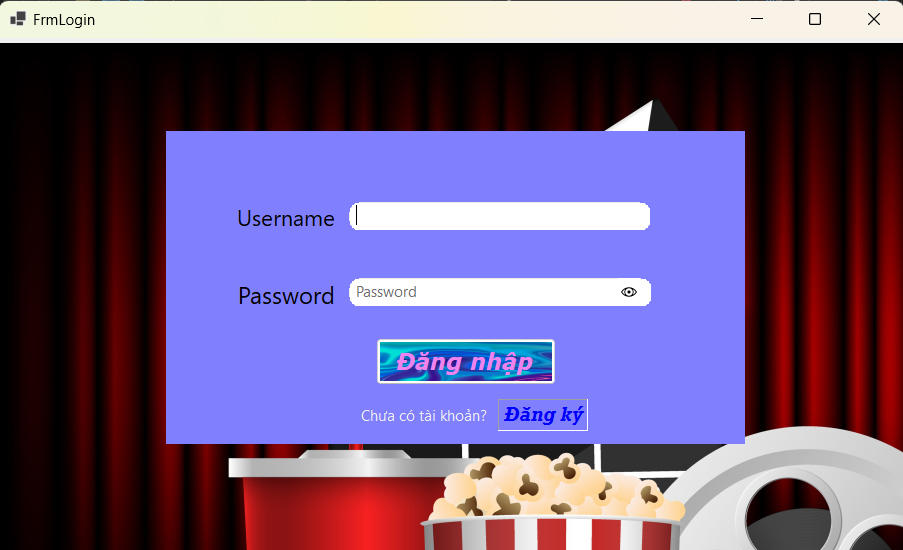 FrmLogin
Username
Password
Password
Đăng nhập
Chưa có tài khoản?
Đăng ký